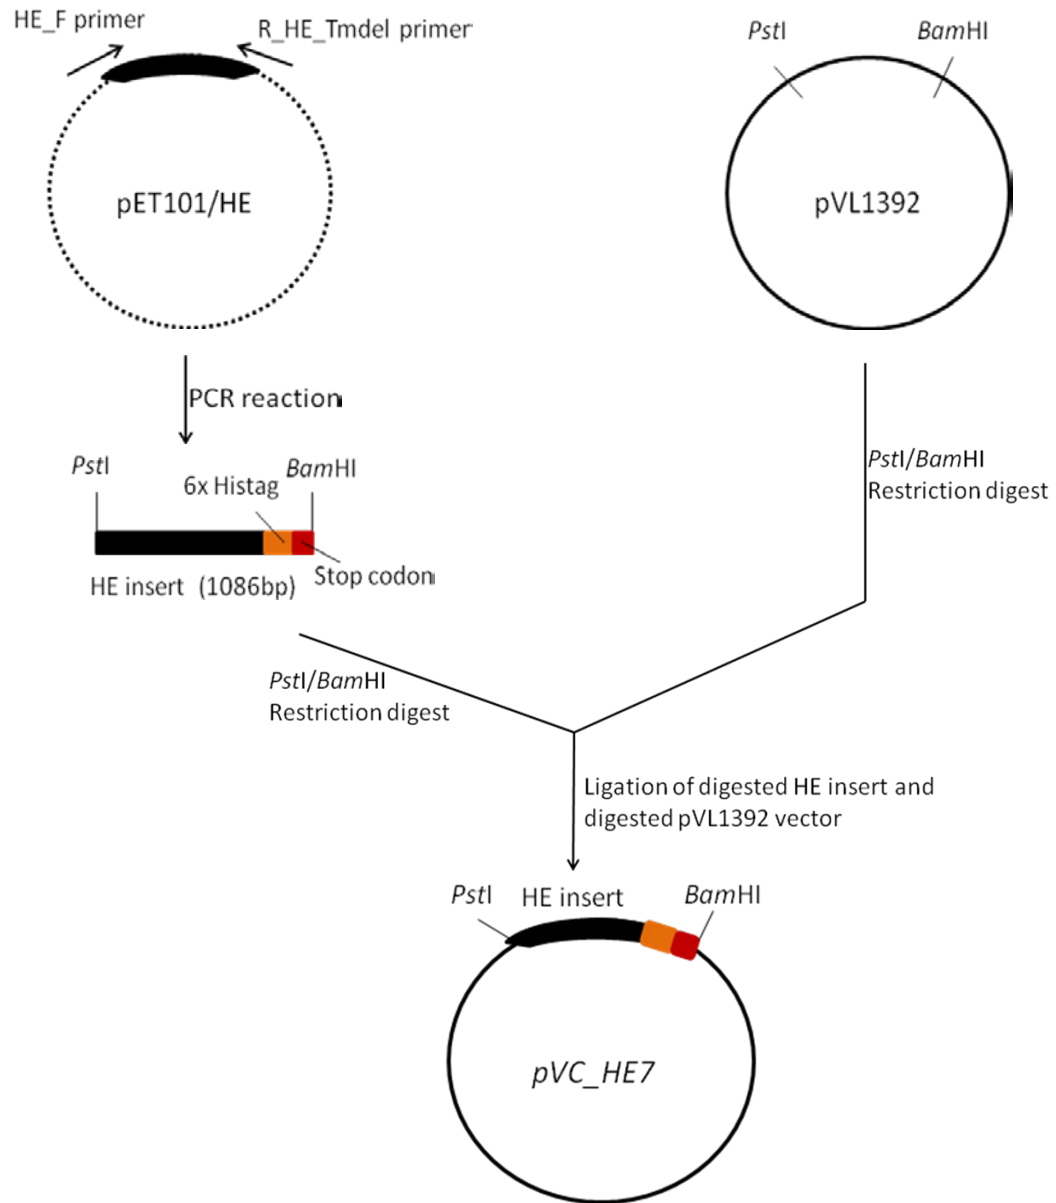 HE_F primer
R_HE_Tmdel primer
PstI
BamHI
pET101/HE
pVL1392
PCR reaction
PstI
6x Histag
BamHI
Stop codon
HE insert (1086bp)
PstI/BamHI
Restriction digest
PstI/BamHI
Restriction digest
Ligation of digested HE insert and
digested pVL1392 vector
PstI
HE insert
BamHI
pVC_HE7